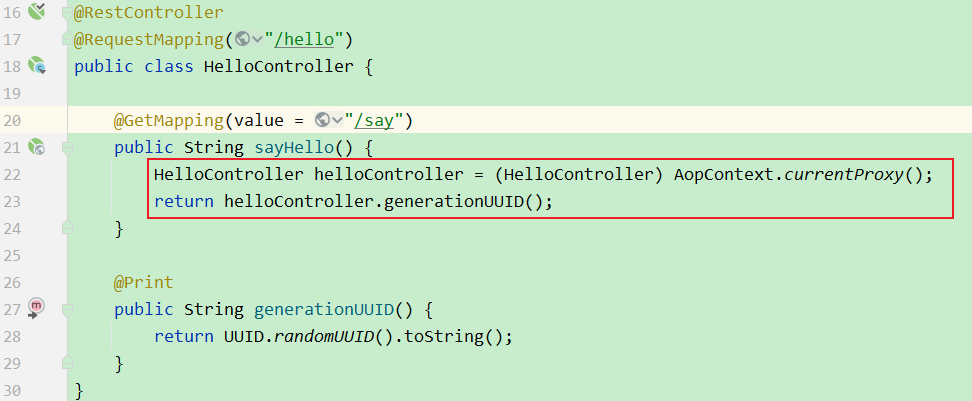 16 @RestController
17 @RequestMapping("/hello")
18 public class HelloController {
19
20 @GetMapping(value = "/say")
21 public String sayHello() {
22 HelloController helloController = (HelloController) AopContext.currentProxy();
23 return helloController.generationUUID();
24 }
25
26 @Print
27 public String generationUUID() {
28 return UUID.randomUUID().toString();
29 }
30 }